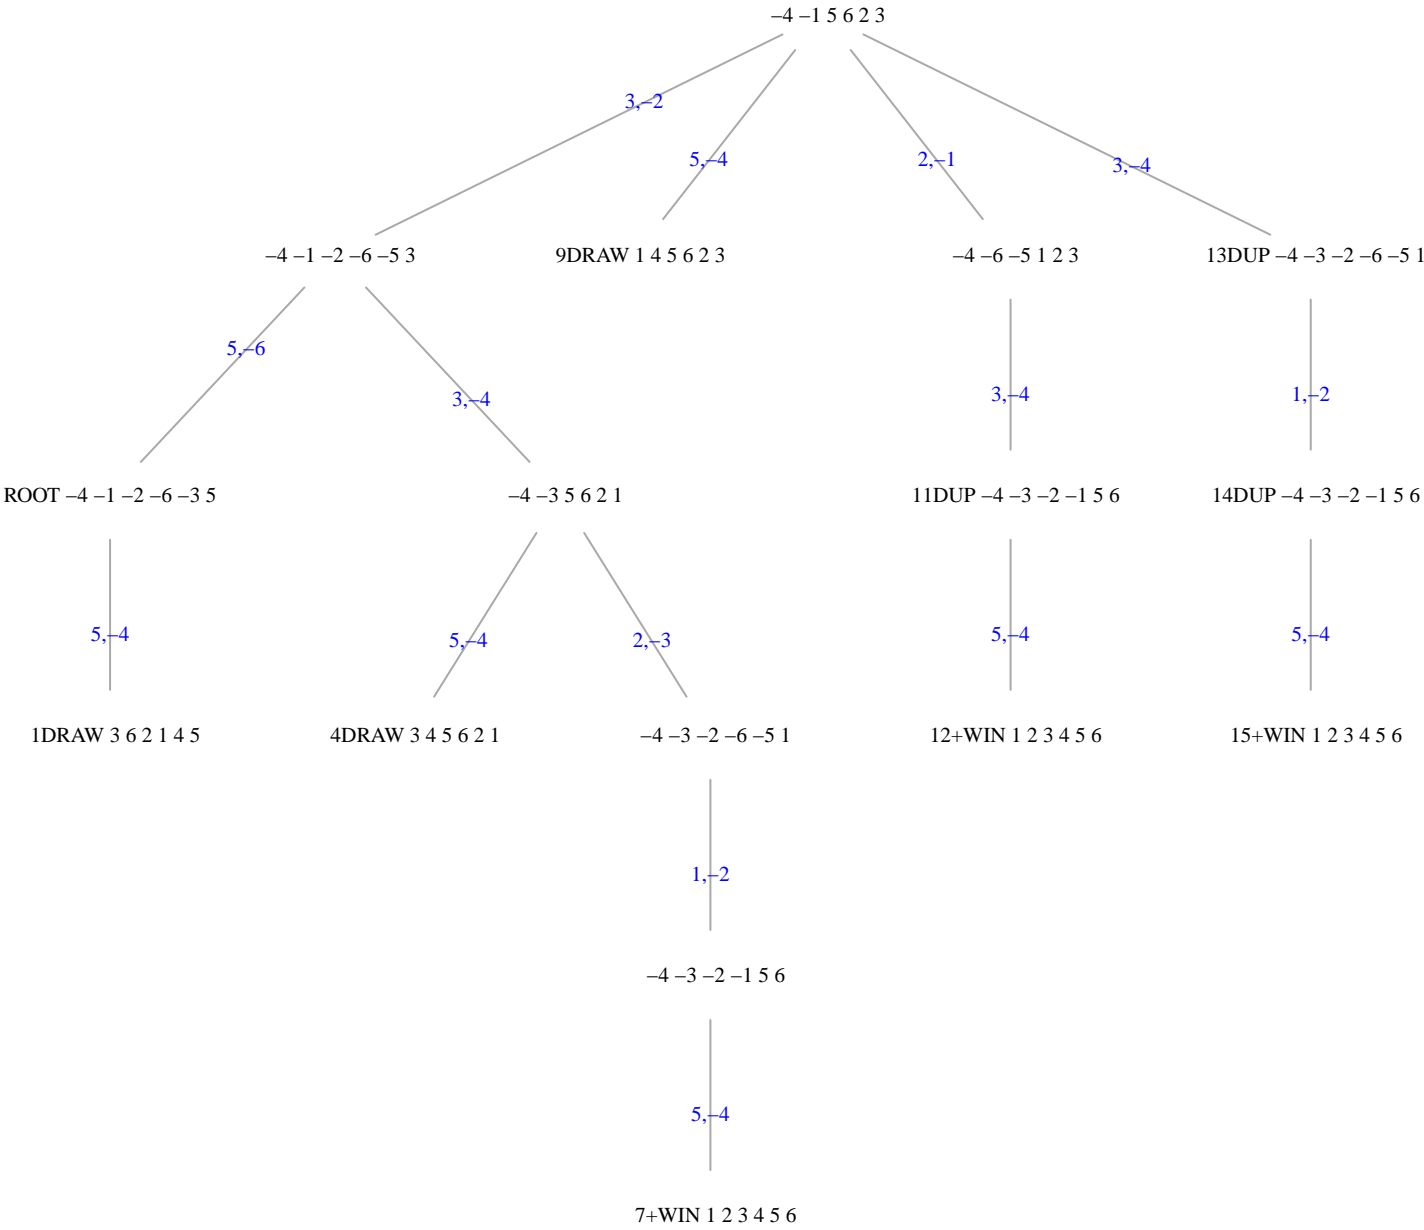 –4 –1 5 6 2 3
3,–2
5,–4
2,–1
3,–4
–4 –1 –2 –6 –5 3
9DRAW 1 4 5 6 2 3
–4 –6 –5 1 2 3
13DUP –4 –3 –2 –6 –5 1
5,–6
3,–4
3,–4
1,–2
ROOT –4 –1 –2 –6 –3 5
–4 –3 5 6 2 1
11DUP –4 –3 –2 –1 5 6
14DUP –4 –3 –2 –1 5 6
5,–4
5,–4
2,–3
5,–4
5,–4
1DRAW 3 6 2 1 4 5
4DRAW 3 4 5 6 2 1
–4 –3 –2 –6 –5 1
12+WIN 1 2 3 4 5 6
15+WIN 1 2 3 4 5 6
1,–2
–4 –3 –2 –1 5 6
5,–4
7+WIN 1 2 3 4 5 6